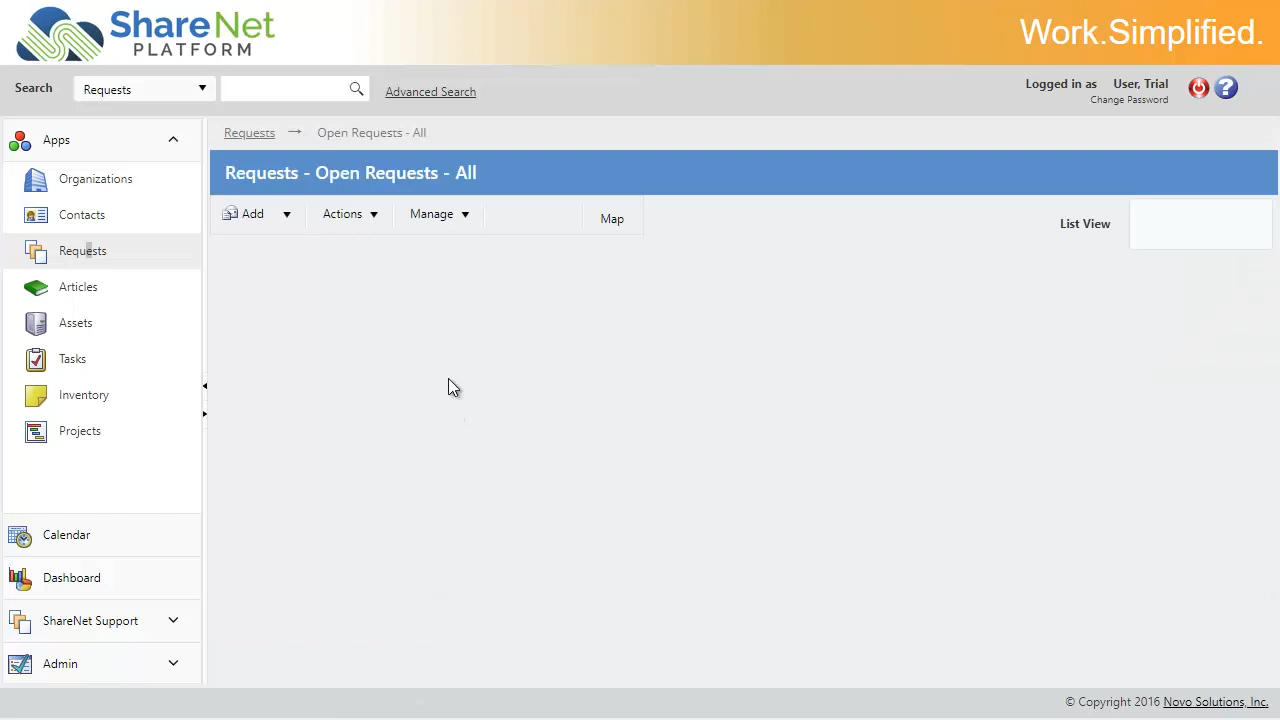 ShareNet
PLATFORM
Work.Simplified.
Search
Requests
Advanced Search
Logged in as User, Trial
Change Password
?
Apps
Organizations
Contacts
Requests
Articles
Assets
Tasks
Inventory
Projects
Calendar
Dashboard
ShareNet Support
Admin
Requests → Open Requests - All
Requests - Open Requests - All
Add
Actions
Manage
Map
List View
© Copyright 2016 Novo Solutions, Inc.